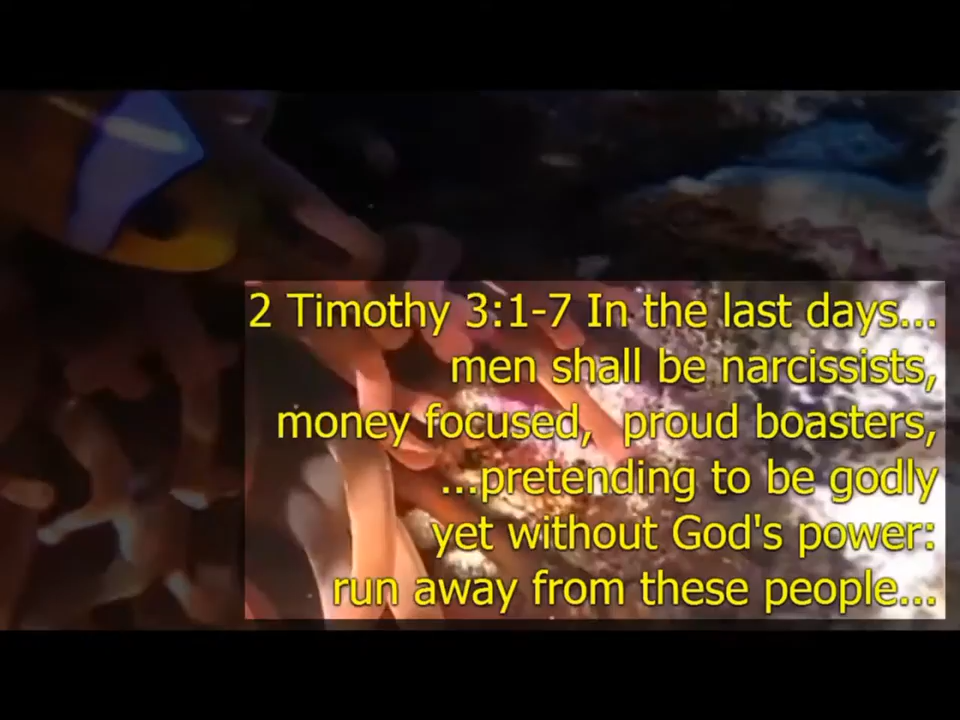 2 Timothy 3:1-7 In the last days...
men shall be narcissists,
money focused,  proud boasters,
...pretending to be godly
yet without God's power:
run away from these people...